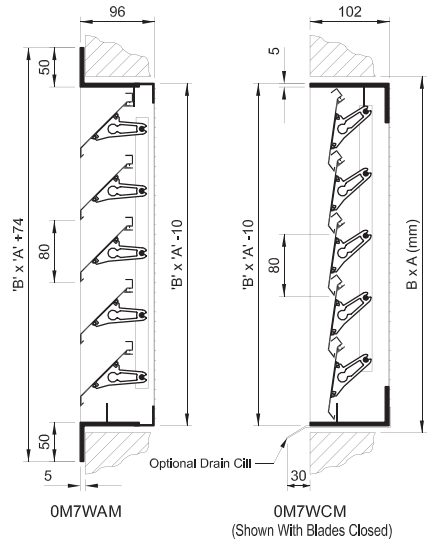 96
102
50
5
'B' x 'A' +74
80
'B' x 'A' -10
'B' x 'A' -10
80
B x A (mm)
50
5
Optional Drain Cill
30
0M7WAM
0M7WCM
(Shown With Blades Closed)